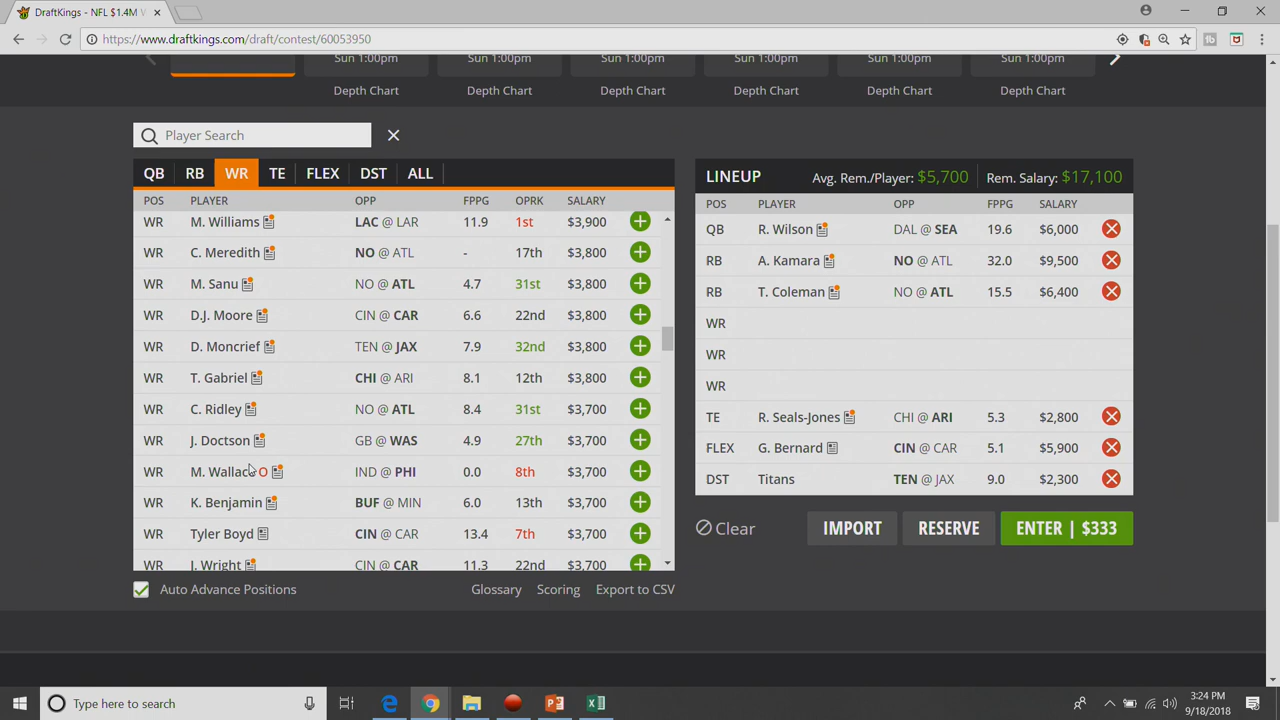 DraftKings - NFL $1.4M W
https://www.draftkings.com/draft/contest/60053950
Sun 1:00pm Sun 1:00pm Sun 1:00pm Sun 1:00pm Sun 1:00pm Sun 1:00pm
Depth Chart Depth Chart Depth Chart Depth Chart Depth Chart Depth Chart
Player Search
QB RB WR TE FLEX DST ALL
POS PLAYER OPP FPPG OPRK SALARY
WR M. Williams LAC @ LAR 11.9 1st $3,900
WR C. Meredith NO @ ATL - 17th $3,800
WR M. Sanu NO @ ATL 4.7 31st $3,800
WR D.J. Moore CIN @ CAR 6.6 22nd $3,800
WR D. Moncrief TEN @ JAX 7.9 32nd $3,800
WR T. Gabriel CHI @ ARI 8.1 12th $3,800
WR C. Ridley NO @ ATL 8.4 31st $3,700
WR J. Doctson GB @ WAS 4.9 27th $3,700
WR M. Wallace O IND @ PHI 0.0 8th $3,700
WR K. Benjamin BUF @ MIN 6.0 13th $3,700
WR Tyler Boyd CIN @ CAR 13.4 7th $3,700
WR J. Wright CIN @ CAR 11.3 22nd $3,700
Auto Advance Positions
Glossary Scoring Export to CSV
LINEUP Avg. Rem./Player: $5,700 Rem. Salary: $17,100
POS PLAYER OPP FPPG SALARY
QB R. Wilson DAL @ SEA 19.6 $6,000
RB A. Kamara NO @ ATL 32.0 $9,500
RB T. Coleman NO @ ATL 15.5 $6,400
WR
WR
WR
TE R. Seals-Jones CHI @ ARI 5.3 $2,800
FLEX G. Bernard CIN @ CAR 5.1 $5,900
DST Titans TEN @ JAX 9.0 $2,300
Clear IMPORT RESERVE ENTER | $333
Type here to search
3:24 PM
9/18/2018